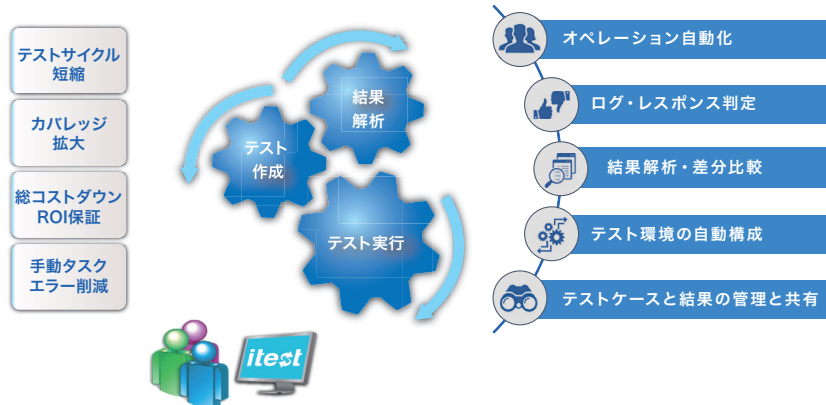 テストサイクル
短縮
カバレッジ
拡大
総コストダウン
ROI保証
手動タスク
エラー削減
結果
解析
テスト
作成
テスト実行
itest
オペレーション自動化
ログ・レスポンス判定
結果解析・差分比較
テスト環境の自動構成
テストケースと結果の管理と共有